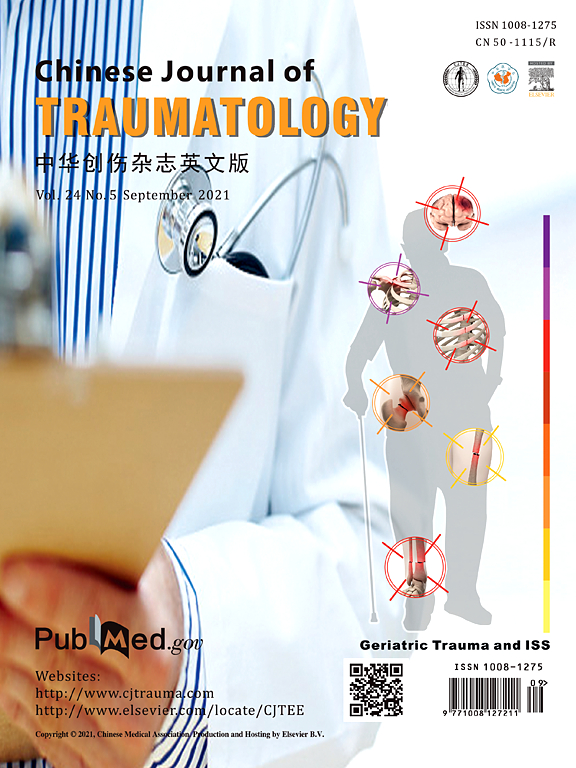 ISSN 1008-1275
CN 50-1115/R
Chinese Journal of
TRAUMATOLOGY
中华创伤杂志英文版
Vol. 24 No. 5 September 2021
ELSEVIER
PubMed.gov
Geriatric Trauma and ISS
Websites:
http://www.cjtrauma.com
http://www.elsevier.com/locate/CJTEE
ISSN 1008-1275
09>
9 771008 127211
Copyright © 2021, Chinese Medical Association. Production and Hosting by Elsevier B.V.